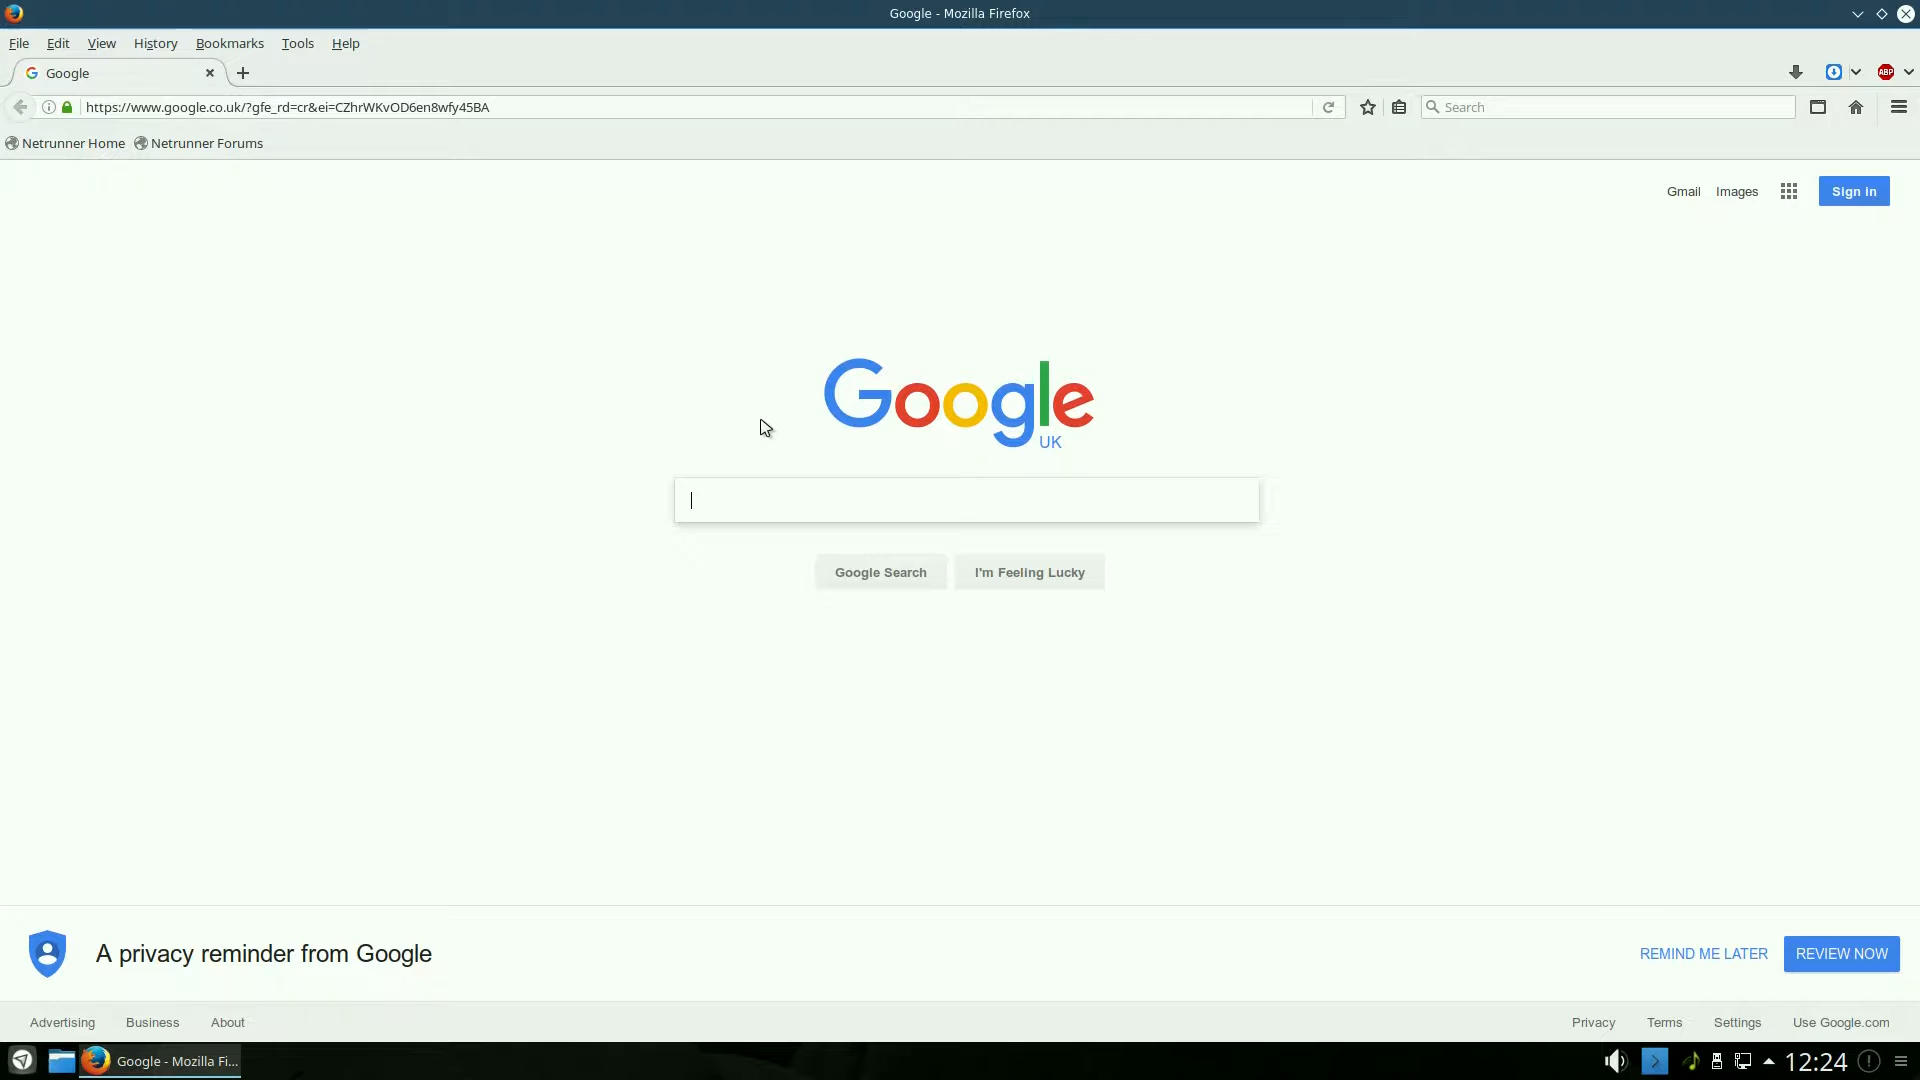 Google - Mozilla Firefox
File Edit View History Bookmarks Tools Help
Google
ABP
https://www.google.co.uk/?gfe_rd=cr&ei=CZhrWKvOD6en8wfy45BA
Search
Netrunner Home Netrunner Forums
Gmail Images Sign in
Google
UK
Google Search I'm Feeling Lucky
A privacy reminder from Google
REMIND ME LATER REVIEW NOW
Advertising Business About Privacy Terms Settings Use Google.com
Google - Mozilla Fi... 12:24